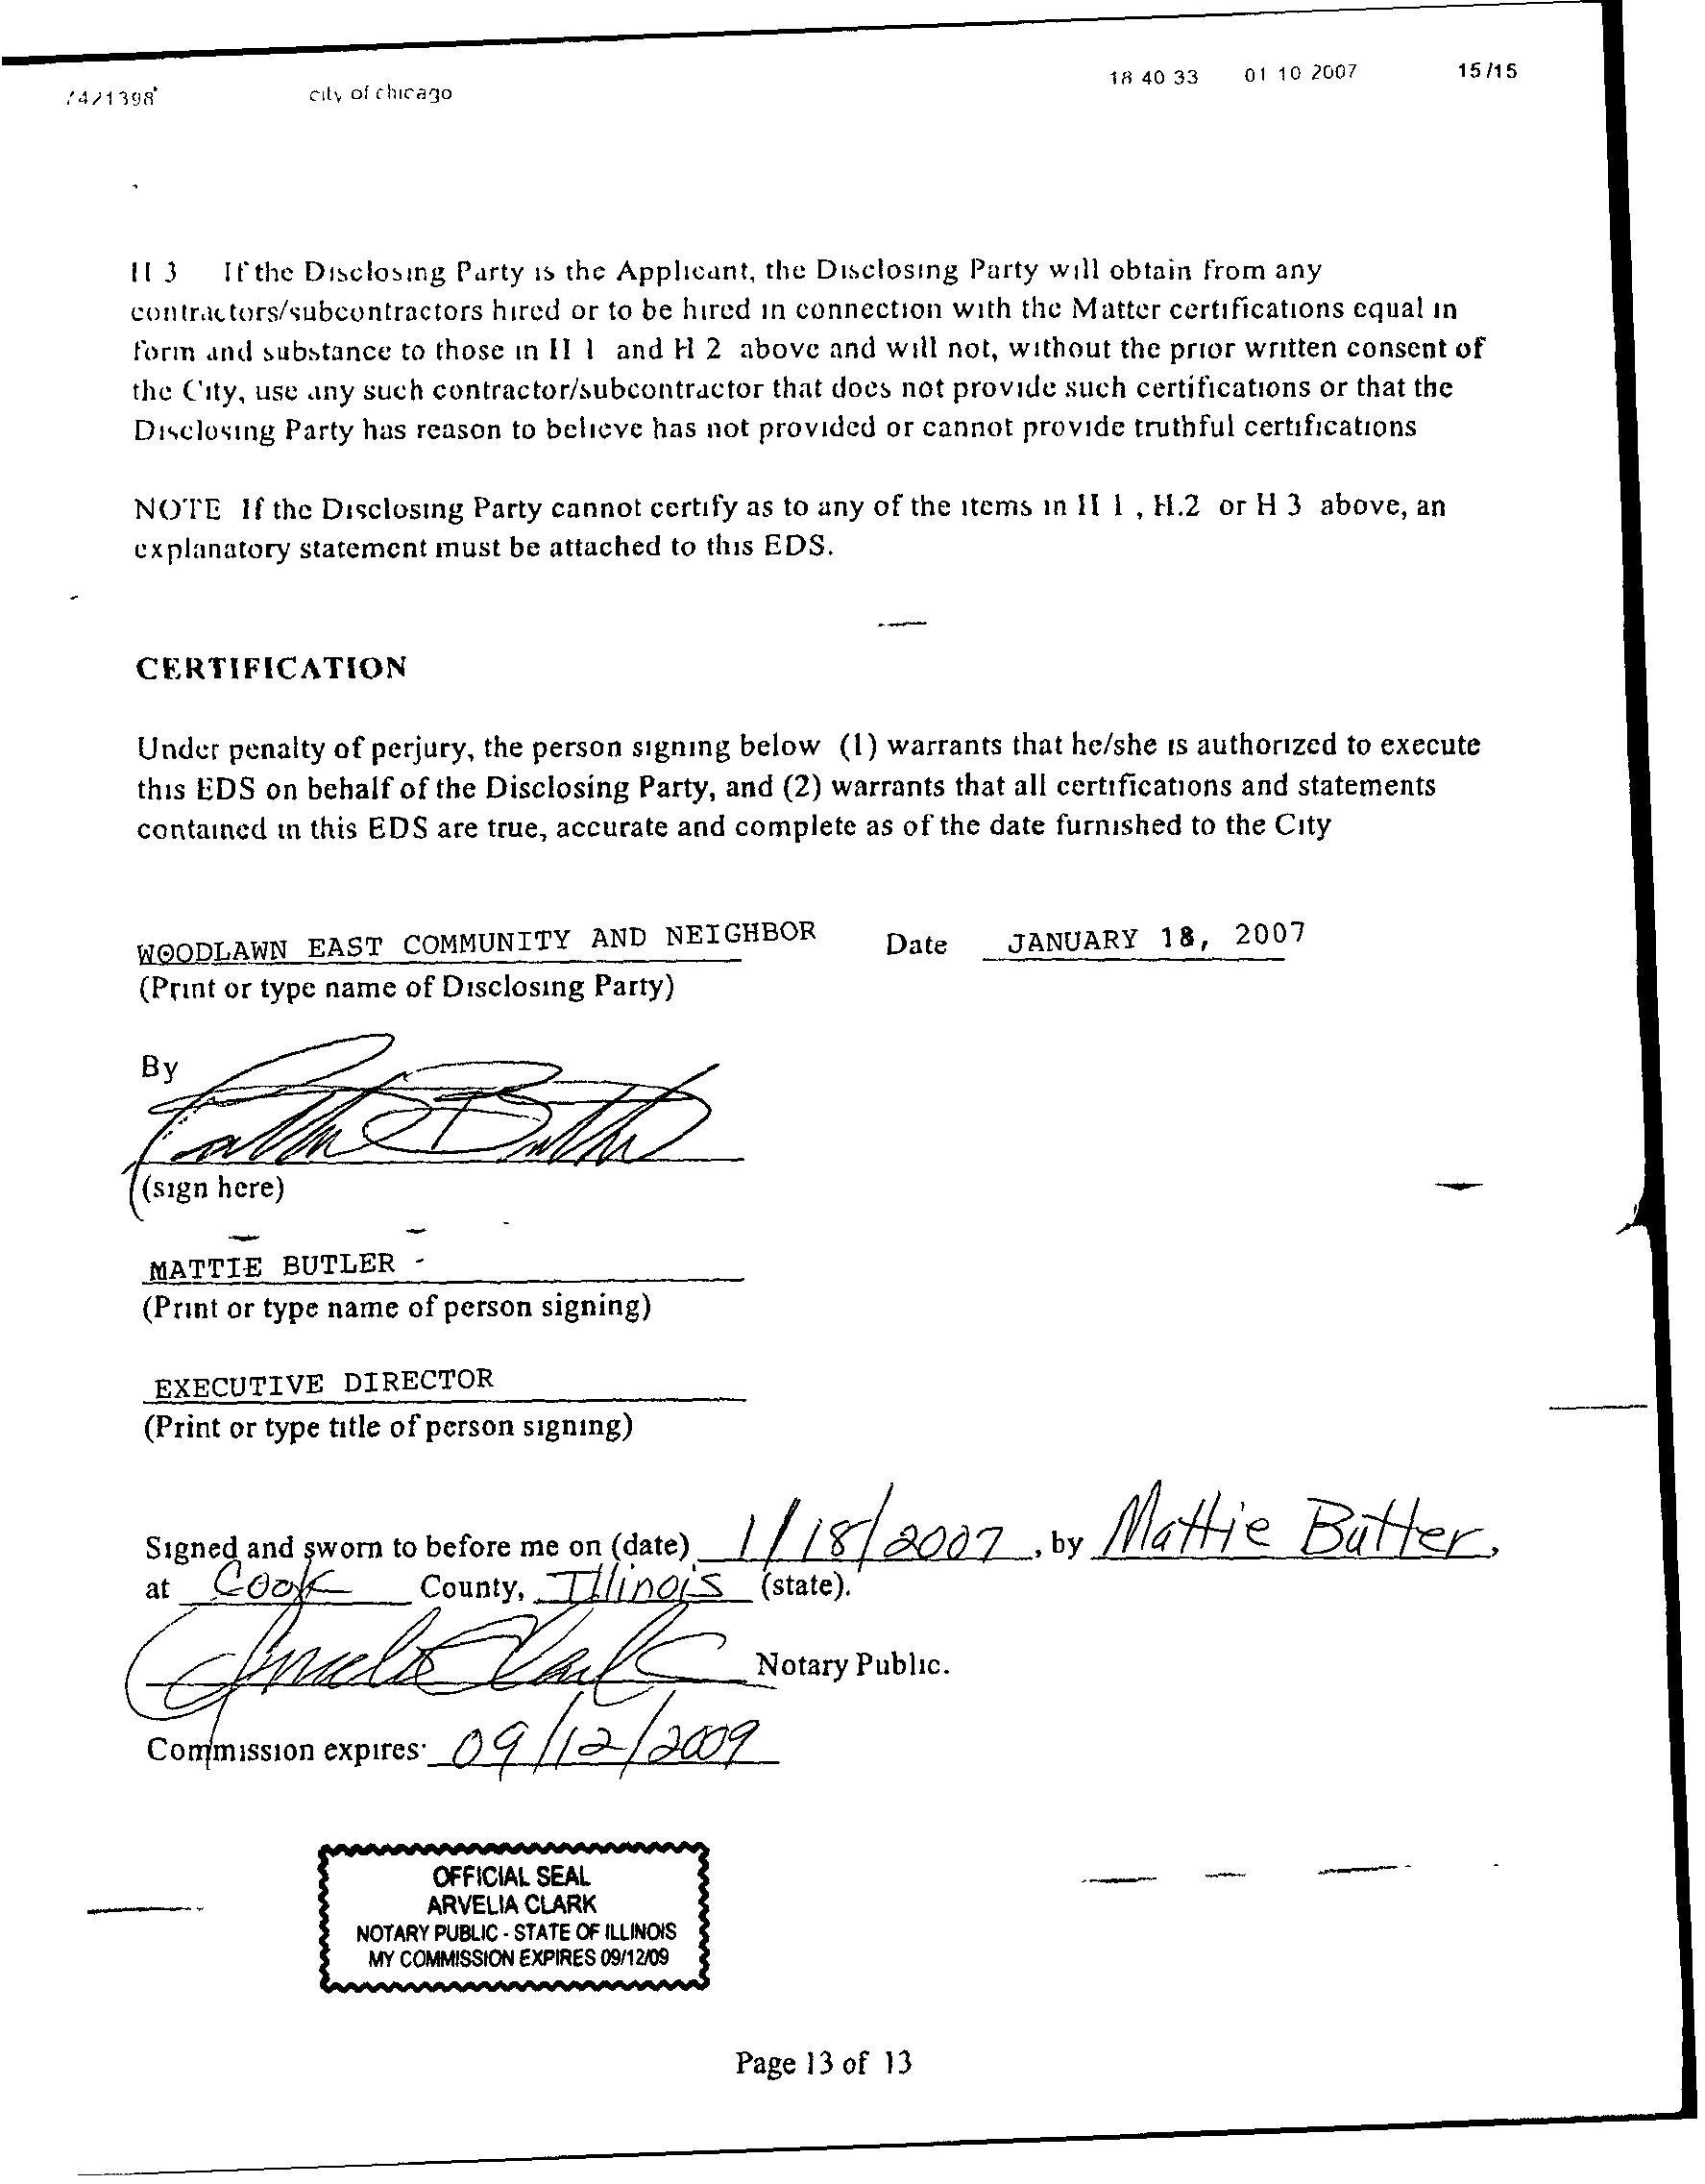 7421398 city of chicago 18 40 33 01 10 2007 15/15
H 3 If the Disclosing Party is the Applicant, the Disclosing Party will obtain from any
contractors/subcontractors hired or to be hired in connection with the Matter certifications equal in
form and substance to those in H 1 and H 2 above and will not, without the prior written consent of
the City, use any such contractor/subcontractor that does not provide such certifications or that the
Disclosing Party has reason to believe has not provided or cannot provide truthful certifications
NOTE If the Disclosing Party cannot certify as to any of the items in H 1 , H.2 or H 3 above, an
explanatory statement must be attached to this EDS.
CERTIFICATION
Under penalty of perjury, the person signing below (1) warrants that he/she is authorized to execute
this EDS on behalf of the Disclosing Party, and (2) warrants that all certifications and statements
contained in this EDS are true, accurate and complete as of the date furnished to the City
WOODLAWN EAST COMMUNITY AND NEIGHBOR Date JANUARY 18, 2007
(Print or type name of Disclosing Party)
By
(sign here)
MATTIE BUTLER -
(Print or type name of person signing)
EXECUTIVE DIRECTOR
(Print or type title of person signing)
Signed and sworn to before me on (date) 1/18/2007 , by Mattie Butler,
at Cook County, Illinois (state).
Arvelia Clark Notary Public.
Commission expires: 09/12/2009
OFFICIAL SEAL
ARVELIA CLARK
NOTARY PUBLIC - STATE OF ILLINOIS
MY COMMISSION EXPIRES 09/12/09
Page 13 of 13